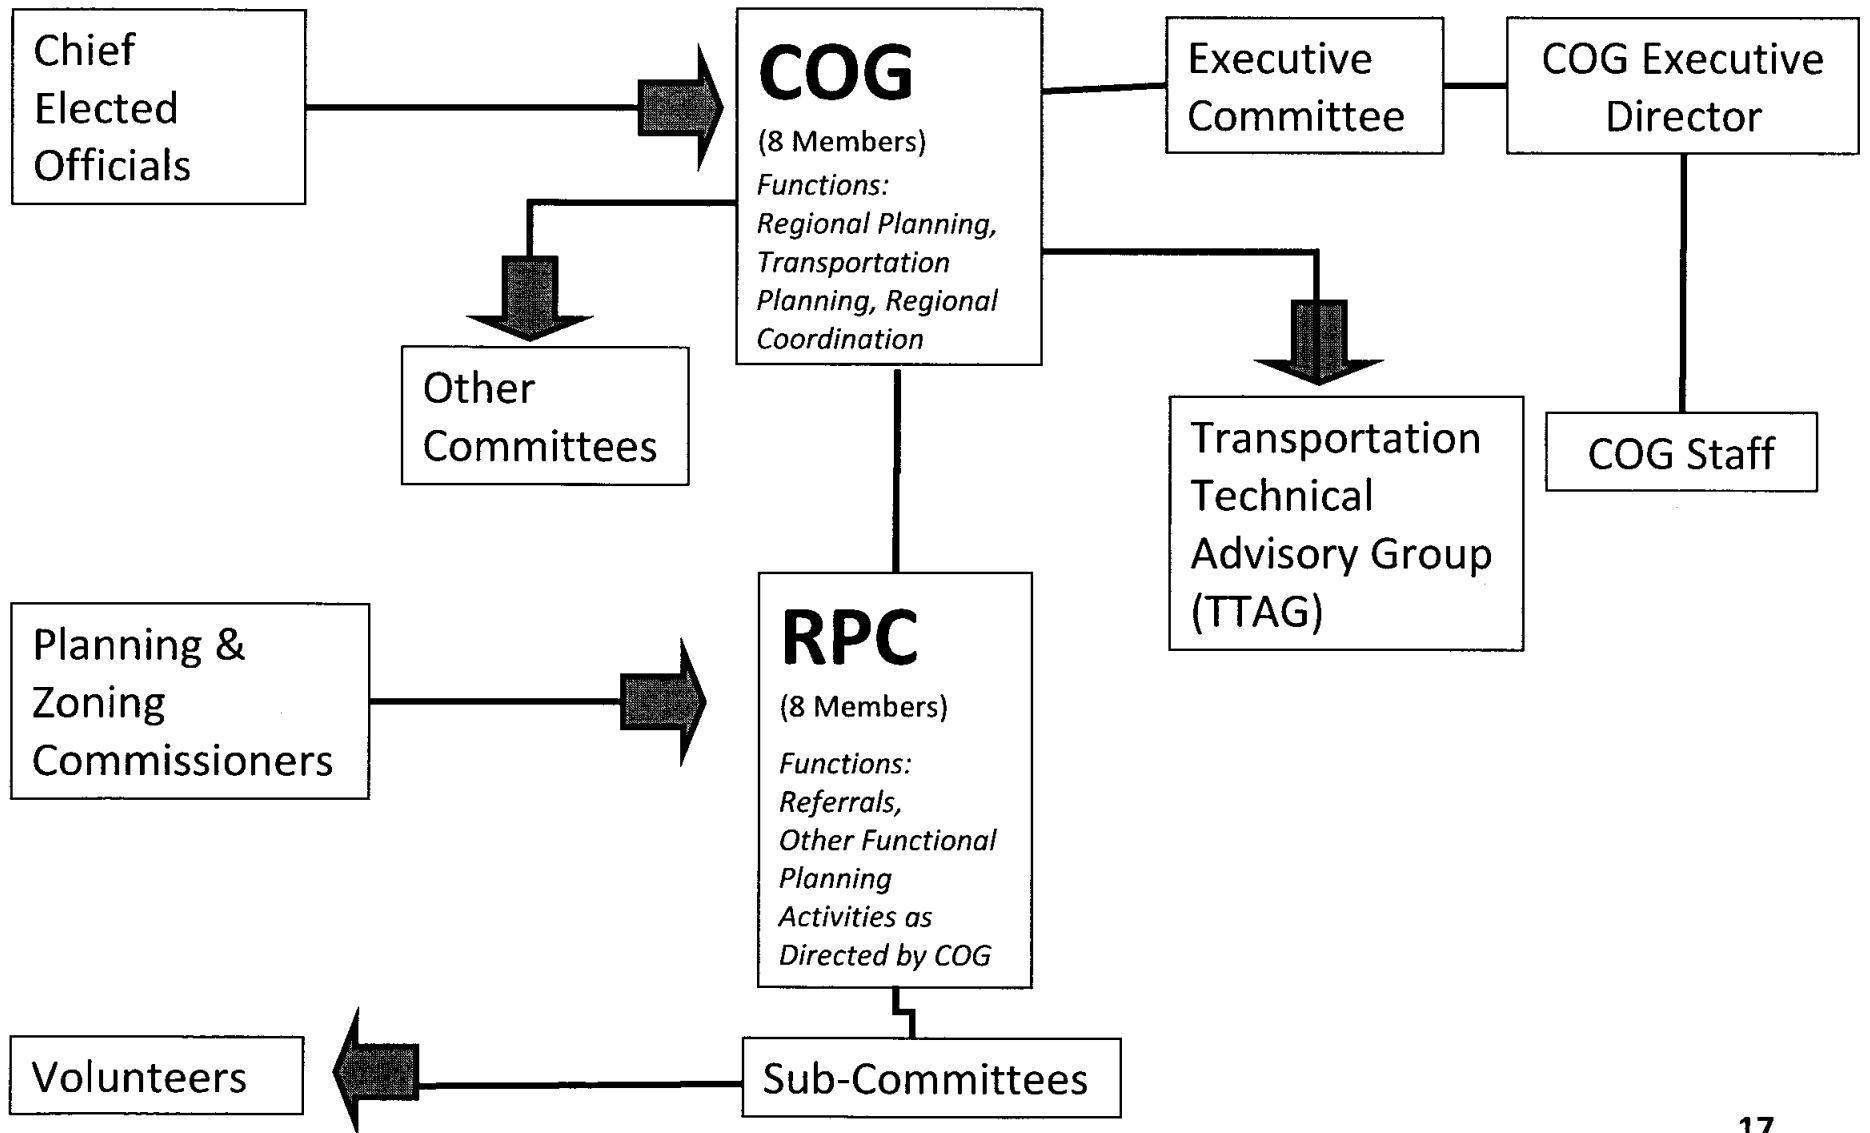 Chief
Elected
Officials
COG
(8 Members)
Functions:
Regional Planning,
Transportation
Planning, Regional
Coordination
Executive
Committee
COG Executive
Director
Other
Committees
Transportation
Technical
Advisory Group
(TTAG)
COG Staff
Planning &
Zoning
Commissioners
RPC
(8 Members)
Functions:
Referrals,
Other Functional
Planning
Activities as
Directed by COG
Volunteers
Sub-Committees
17